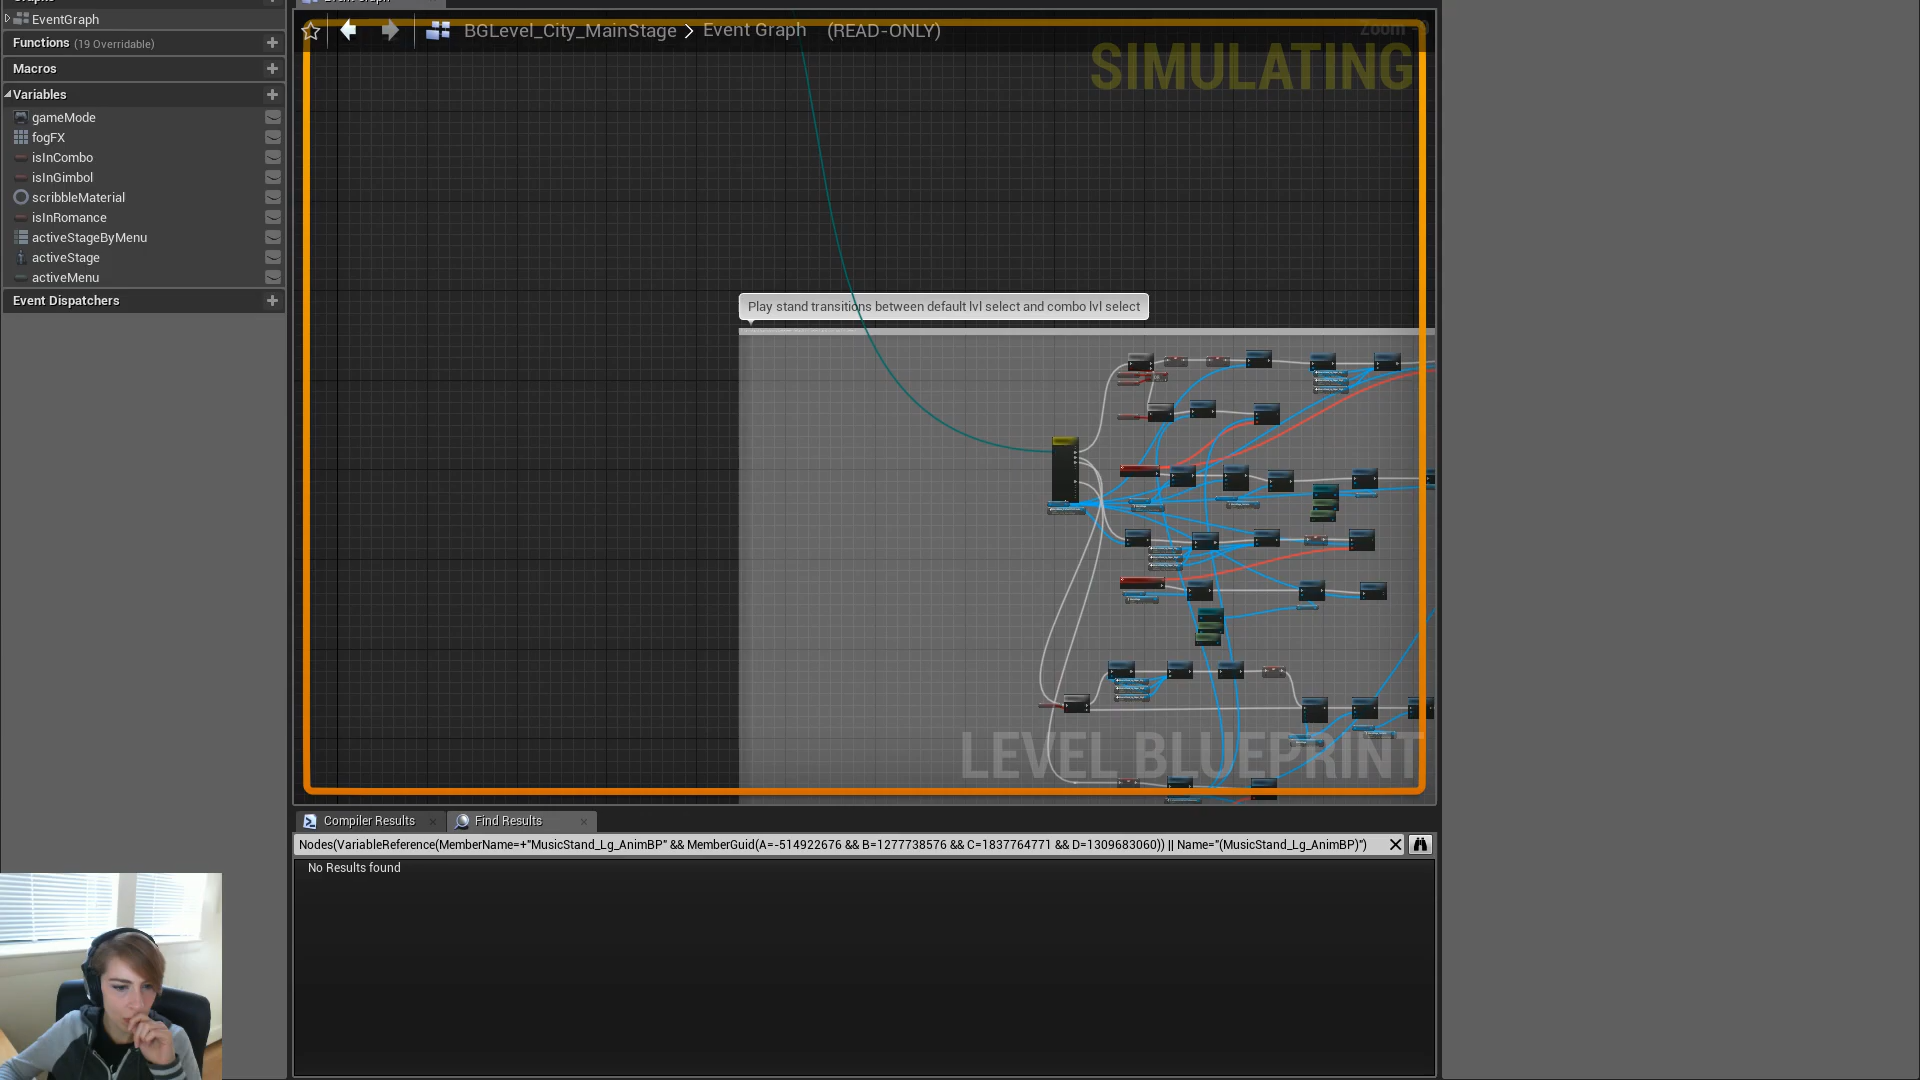 EventGraph
Functions (19 Overridable)
Macros
Variables
gameMode
fogFX
isInCombo
isInGimbol
scribbleMaterial
isInRomance
activeStageByMenu
activeStage
activeMenu
Event Dispatchers
BGLevel_City_MainStage > Event Graph (READ-ONLY)
Zoom
SIMULATING
Play stand transitions between default lvl select and combo lvl select
LEVEL BLUEPRINT
Compiler Results
Find Results
Nodes(VariableReference(MemberName=+"MusicStand_Lg_AnimBP" && MemberGuid(A=-514922676 && B=1277738576 && C=1837764771 && D=1309683060)) || Name="(MusicStand_Lg_AnimBP)")
No Results found